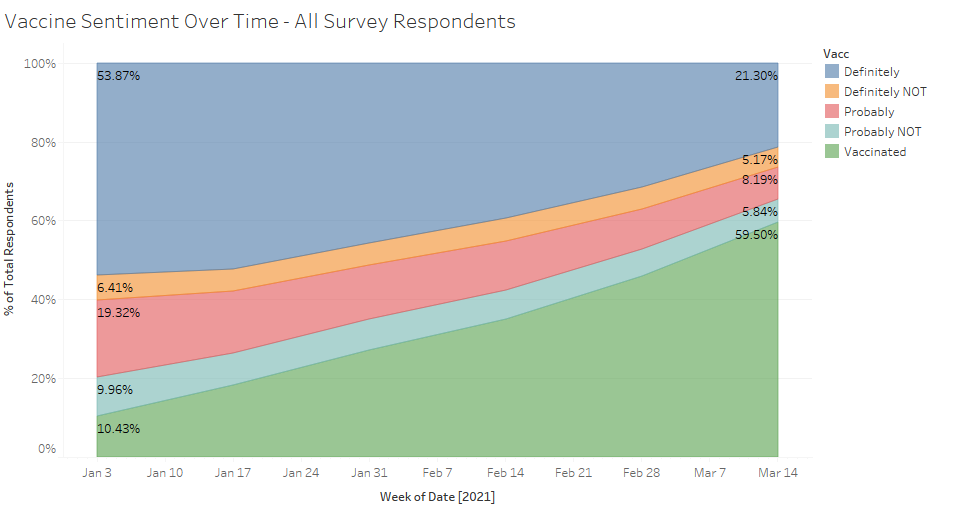 Vaccine Sentiment Over Time - All Survey Respondents
Vacc
Definitely
Definitely NOT
Probably
Probably NOT
Vaccinated
% of Total Respondents
100%
80%
60%
40%
20%
0%
53.87%
6.41%
19.32%
9.96%
10.43%
21.30%
5.17%
8.19%
5.84%
59.50%
Jan 3 Jan 10 Jan 17 Jan 24 Jan 31 Feb 7 Feb 14 Feb 21 Feb 28 Mar 7 Mar 14
Week of Date [2021]